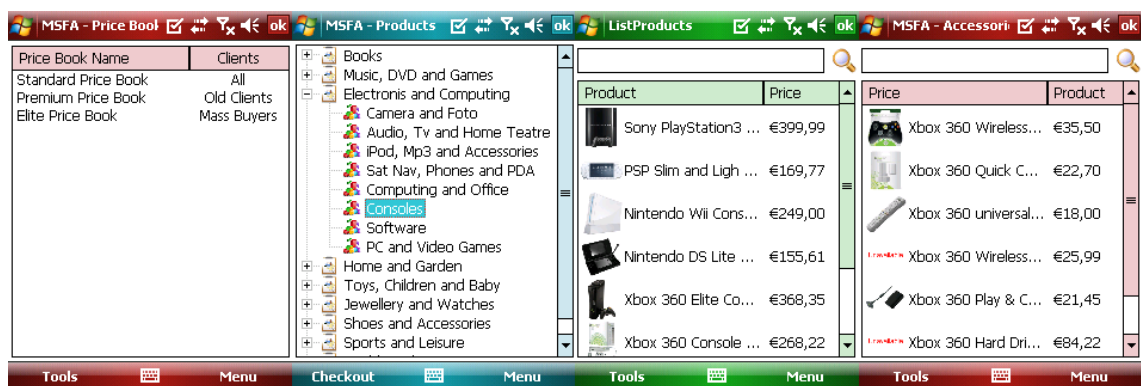 MSFA - Price Book
ok
Price Book Name Clients
Standard Price Book All
Premium Price Book Old Clients
Elite Price Book Mass Buyers
Tools Menu
MSFA - Products
ok
Books
Music, DVD and Games
Electronis and Computing
Camera and Foto
Audio, Tv and Home Teatre
iPod, Mp3 and Accessories
Sat Nav, Phones and PDA
Computing and Office
Consoles
Software
PC and Video Games
Home and Garden
Toys, Children and Baby
Jewellery and Watches
Shoes and Accessories
Sports and Leisure
Checkout Menu
ListProducts
ok
Product Price
Sony PlayStation3 ... €399,99
PSP Slim and Ligh ... €169,77
Nintendo Wii Cons... €249,00
Nintendo DS Lite ... €155,61
Xbox 360 Elite Co... €368,35
Xbox 360 Console ... €268,22
Tools Menu
MSFA - Accessori
ok
Price Product
Xbox 360 Wireless... €35,50
Xbox 360 Quick C... €22,70
Xbox 360 universal... €18,00
Xbox 360 Wireless... €25,99
Xbox 360 Play & C... €21,45
Xbox 360 Hard Dri... €84,22
Tools Menu